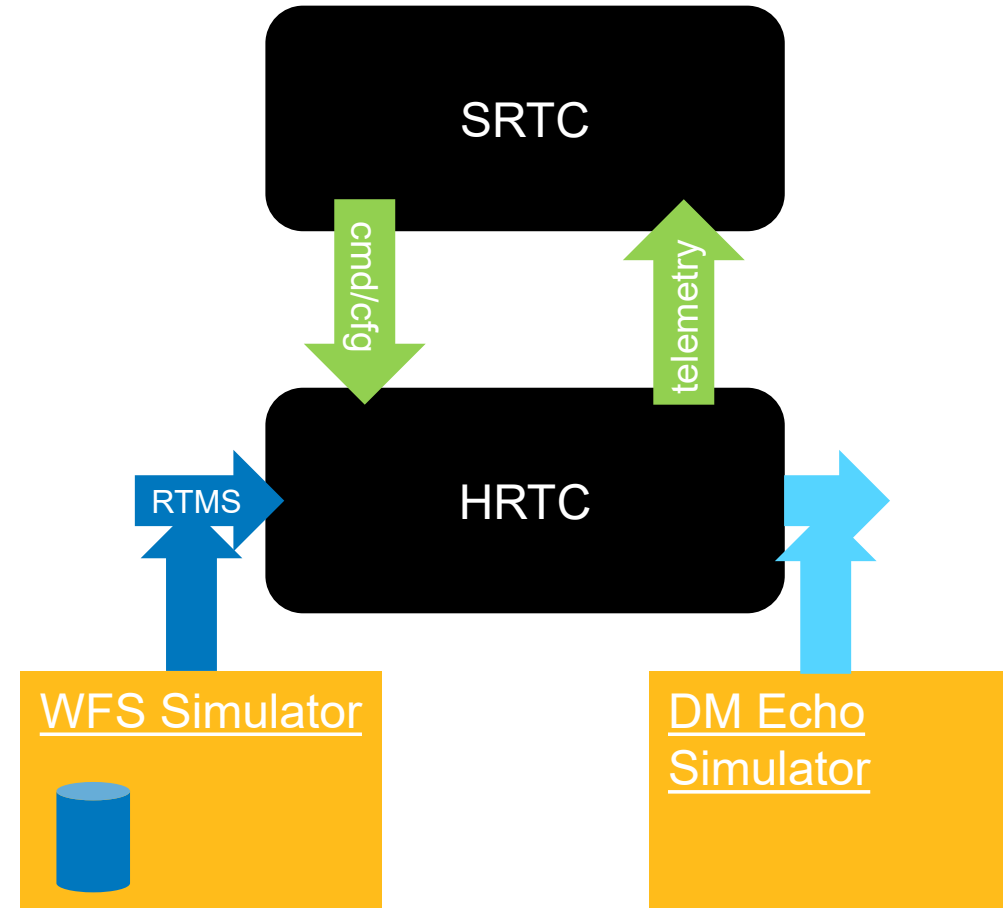 SRTC
cmd/cfg
telemetry
RTMS
HRTC
WFS Simulator
DM Echo
Simulator